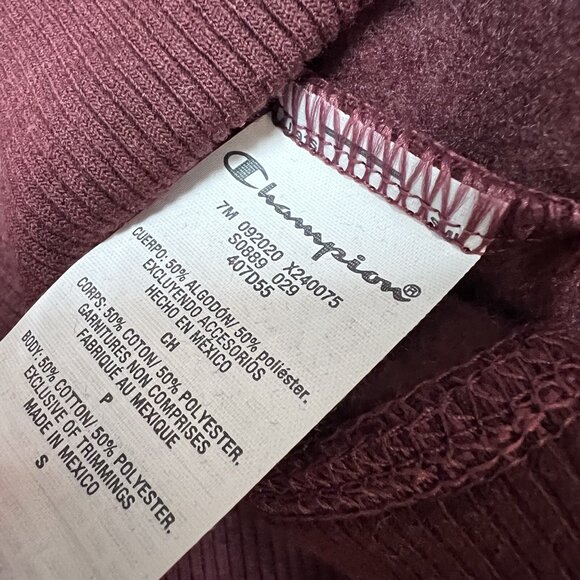 Champion®
7M 092020 X240075
S0889 029
407D55
CUERPO: 50% ALGODÓN/ 50% poliéster.
EXCLUYENDO ACCESORIOS
HECHO EN MÉXICO
CH
CORPS: 50% COTON/ 50% POLYESTER.
GARNITURES NON COMPRISES
FABRIQUÉ AU MEXIQUE
P
BODY: 50% COTTON/ 50% POLYESTER.
EXCLUSIVE OF TRIMMINGS
MADE IN MEXICO
S